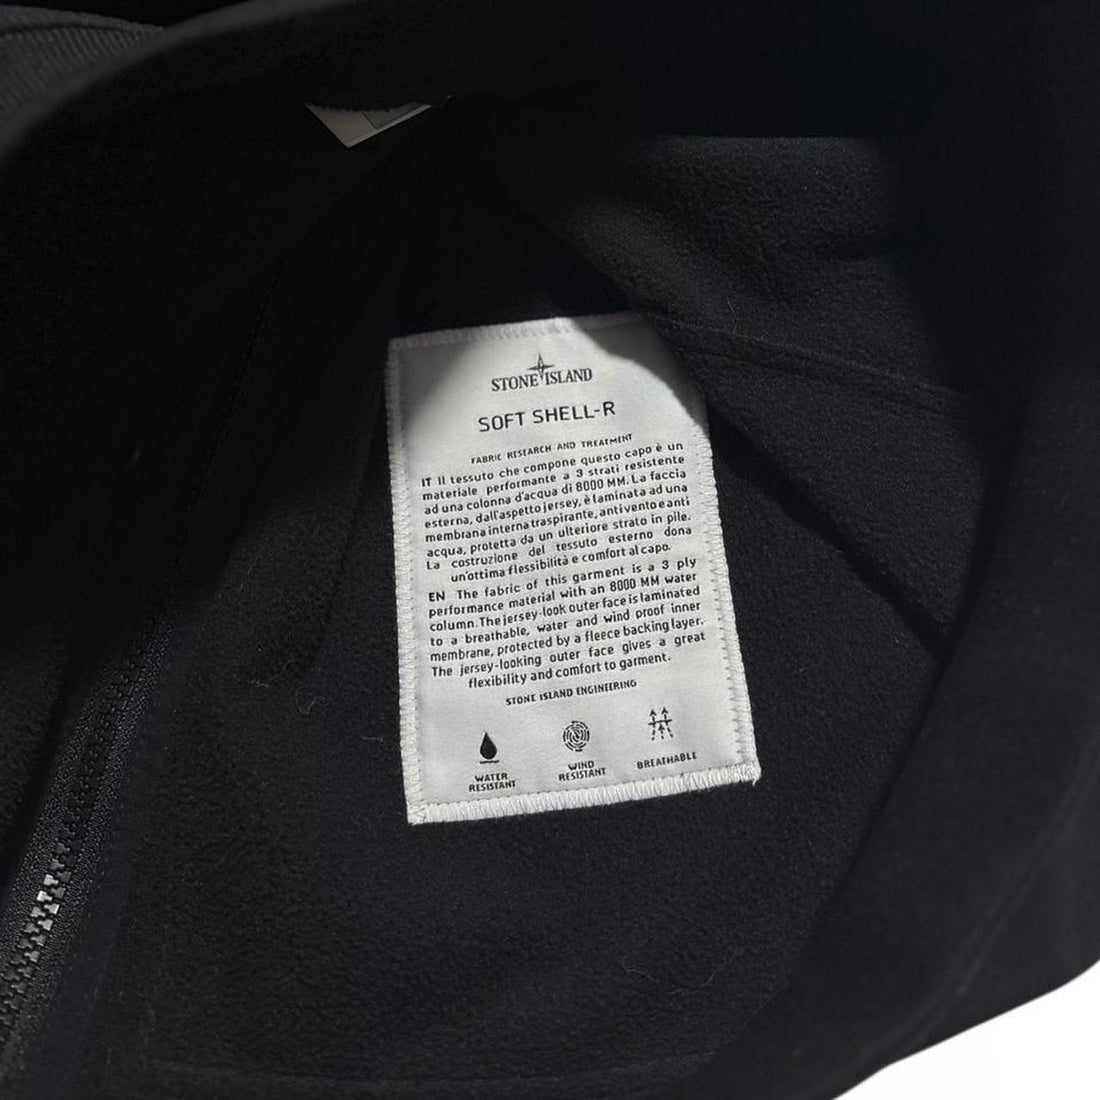 STONE ISLAND
SOFT SHELL-R
FABRIC RESEARCH AND TREATMENT
IT Il tessuto che compone questo capo è un
materiale performante a 3 strati resistente
ad una colonna d'acqua di 8000 MM. La faccia
esterna, dall'aspetto jersey, è laminata ad una
membrana interna traspirante, antivento e anti
acqua, protetta da un ulteriore strato in pile.
La costruzione del tessuto esterno dona
un'ottima flessibilità e comfort al capo.
EN The fabric of this garment is a 3 ply
performance material with an 8000 MM water
column. The jersey-look outer face is laminated
to a breathable, water and wind proof inner
membrane, protected by a fleece backing layer.
The jersey-looking outer face gives a great
flexibility and comfort to garment.
STONE ISLAND ENGINEERING
WATER RESISTANT
WIND RESISTANT
BREATHABLE